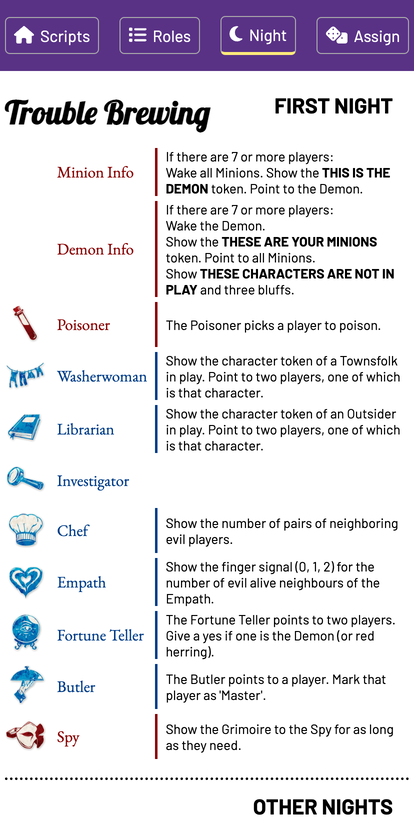 Scripts Roles Night Assign
Trouble Brewing
FIRST NIGHT
Minion Info
If there are 7 or more players:
Wake all Minions. Show the THIS IS THE
DEMON token. Point to the Demon.
Demon Info
If there are 7 or more players:
Wake the Demon.
Show the THESE ARE YOUR MINIONS
token. Point to all Minions.
Show THESE CHARACTERS ARE NOT IN
PLAY and three bluffs.
Poisoner
The Poisoner picks a player to poison.
Washerwoman
Show the character token of a Townsfolk
in play. Point to two players, one of which
is that character.
Librarian
Show the character token of an Outsider
in play. Point to two players, one of which
is that character.
Investigator
Chef
Show the number of pairs of neighboring
evil players.
Empath
Show the finger signal (0, 1, 2) for the
number of evil alive neighbours of the
Empath.
Fortune Teller
The Fortune Teller points to two players.
Give a yes if one is the Demon (or red
herring).
Butler
The Butler points to a player. Mark that
player as 'Master'.
Spy
Show the Grimoire to the Spy for as long
as they need.
OTHER NIGHTS